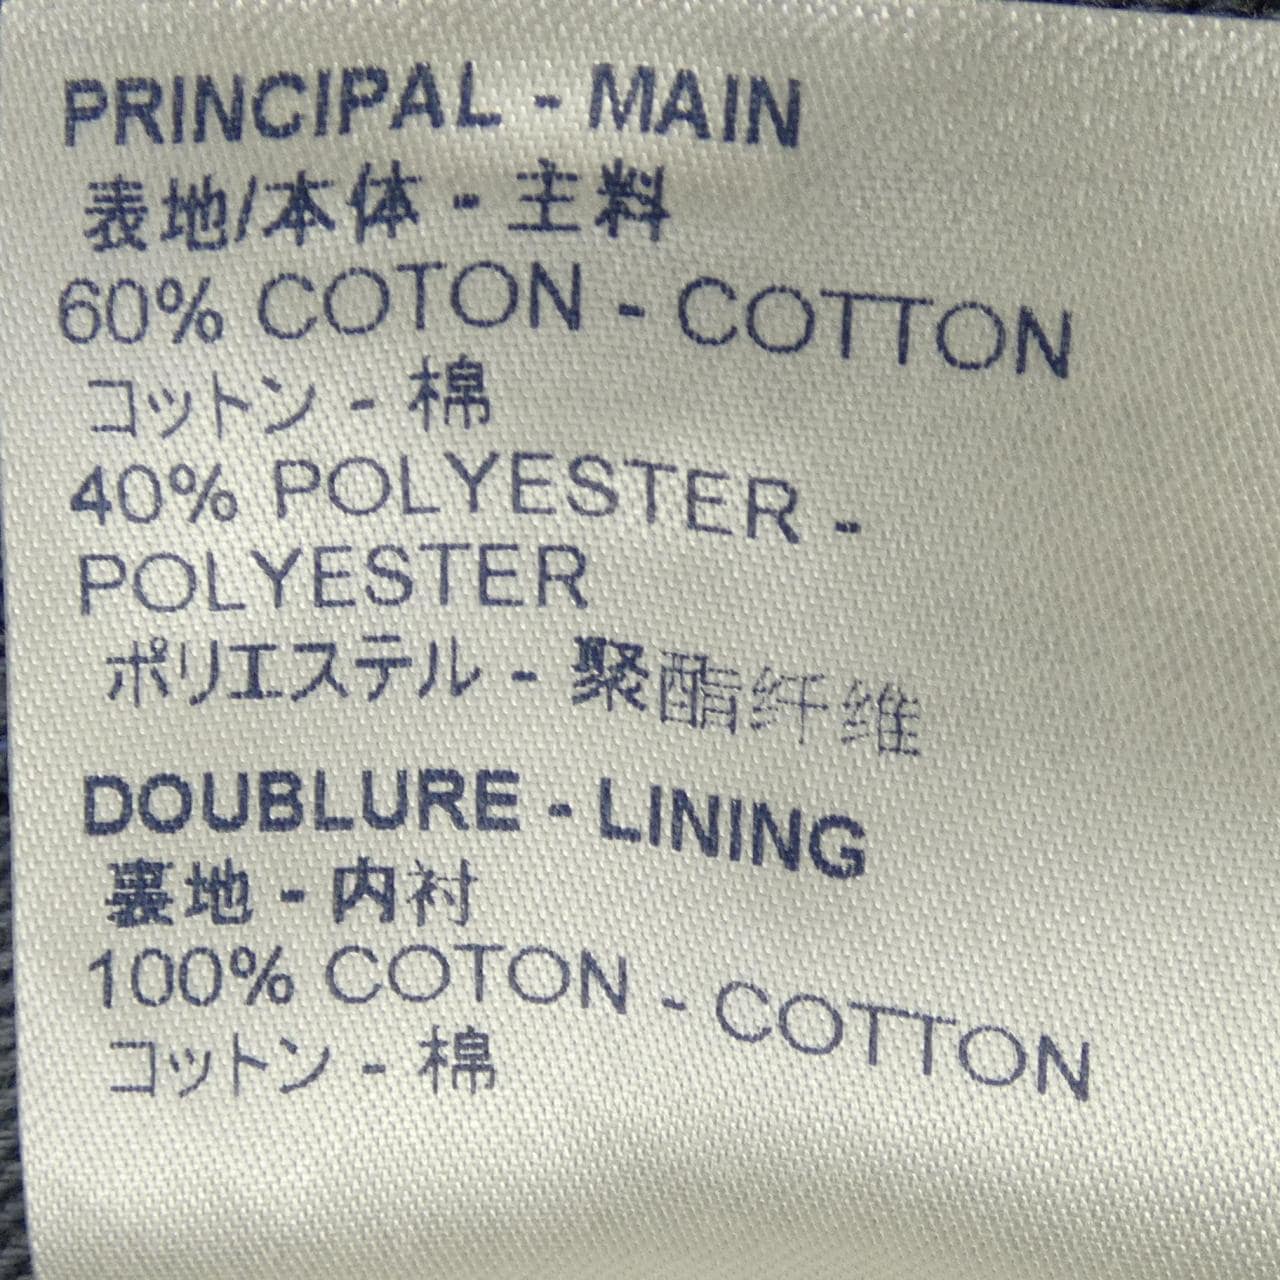 PRINCIPAL - MAIN
表地/本体 - 主料
60% COTON - COTTON
コットン - 棉
40% POLYESTER -
POLYESTER
ポリエステル - 聚酯纤维
DOUBLURE - LINING
裏地 - 内衬
100% COTON - COTTON
コットン - 棉